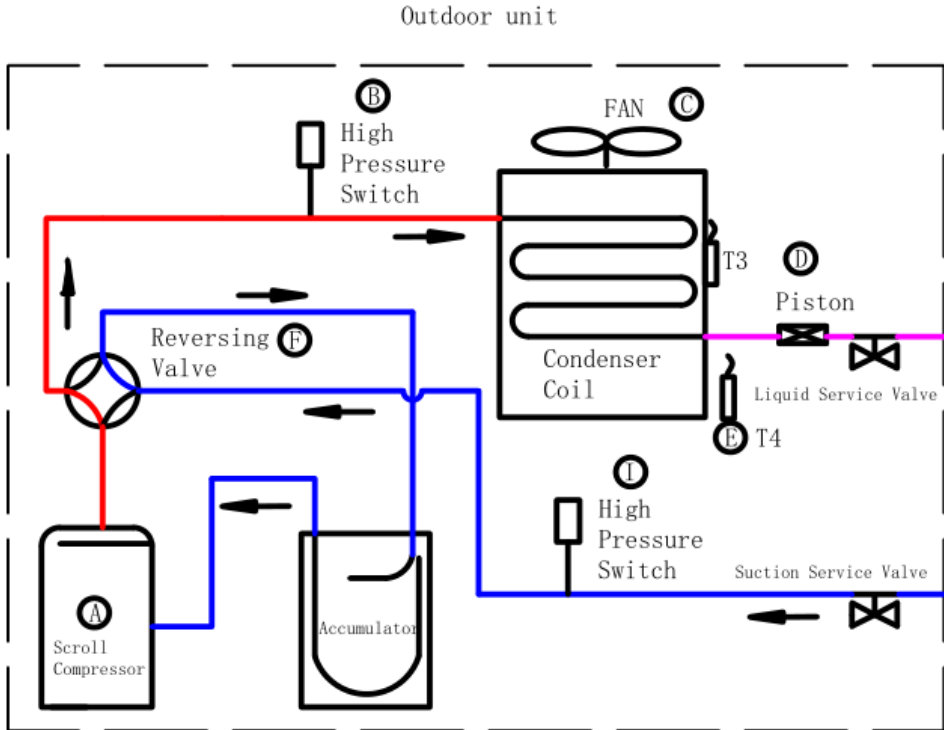 Outdoor unit
B
High
Pressure
Switch
FAN
C
T3
D
Piston
Reversing
Valve
F
Condenser
Coil
Liquid Service Valve
E
T4
I
High
Pressure
Switch
Suction Service Valve
A
Scroll
Compressor
Accumulator